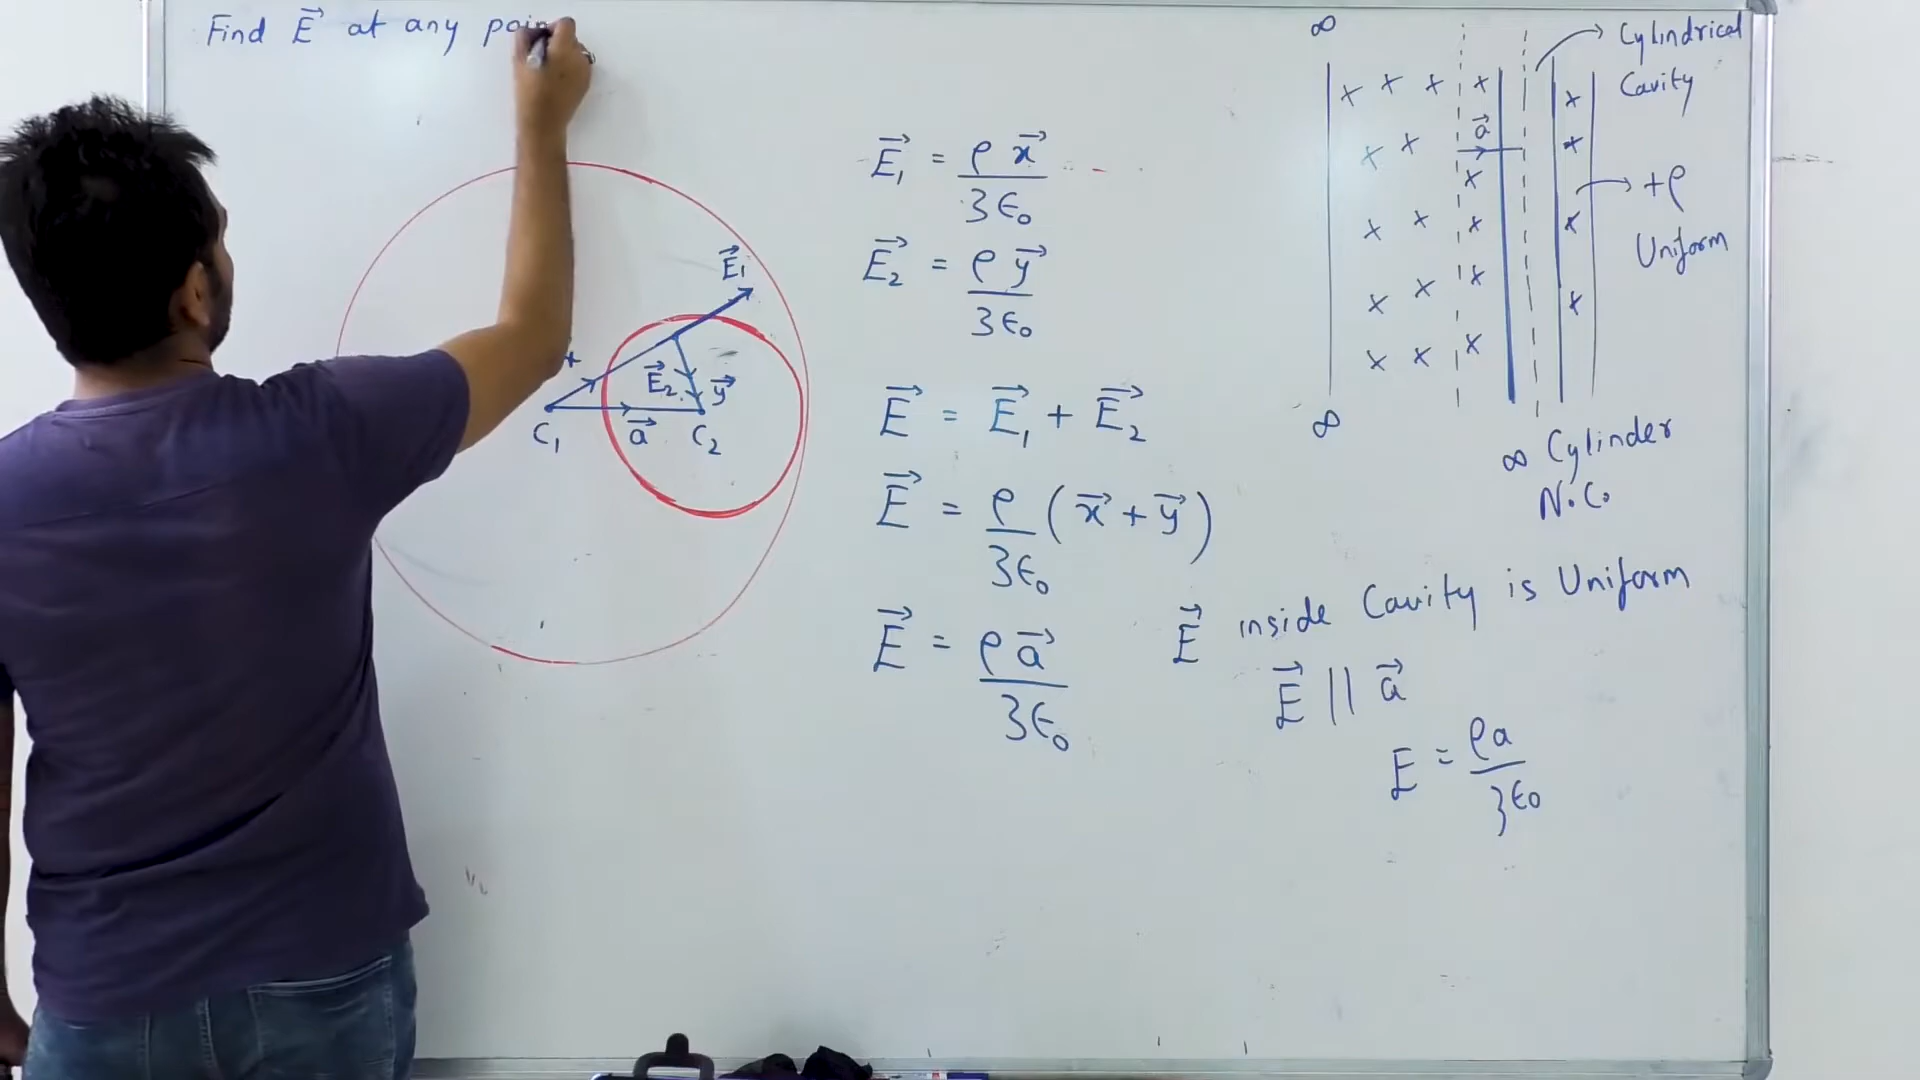 Find E⃗ at any poin
E⃗₁ = ρ x⃗ / 3ϵ₀
E⃗₂ = ρ y⃗ / 3ϵ₀
E⃗ = E⃗₁ + E⃗₂
E⃗ = ρ / 3ϵ₀ (x⃗ + y⃗)
E⃗ = ρ a⃗ / 3ϵ₀
E⃗₁
E⃗₂
y⃗
+
C₁
a⃗
C₂
∞
Cylindrical
Cavity
x x x x x
a⃗
x x x
x
+ρ
x x x x
Uniform
x x x x
x x x
∞
∞ Cylinder
N.C.
E⃗ inside Cavity is Uniform
E⃗ || a⃗
E = ρa / 3ϵ₀